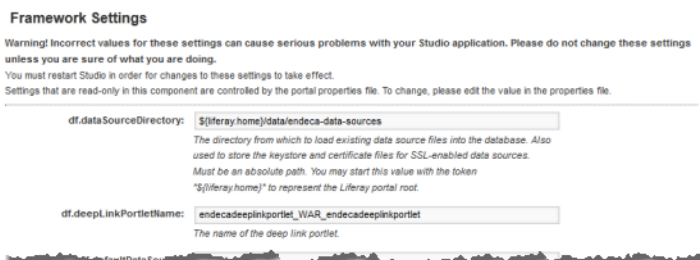 Framework Settings
Warning! Incorrect values for these settings can cause serious problems with your Studio application. Please do not change these settings
unless you are sure of what you are doing.
You must restart Studio in order for changes to these settings to take effect.
Settings that are read-only in this component are controlled by the portal properties file. To change, please edit the value in the properties file.
df.dataSourceDirectory: ${liferay.home}/data/endeca-data-sources
The directory from which to load existing data source files into the database. Also
used to store the keystore and certificate files for SSL-enabled data sources.
Must be an absolute path. You may start this value with the token
"${liferay.home}" to represent the Liferay portal root.
df.deepLinkPortletName: endecadeeplinkportlet_WAR_endecadeeplinkportlet
The name of the deep link portlet.